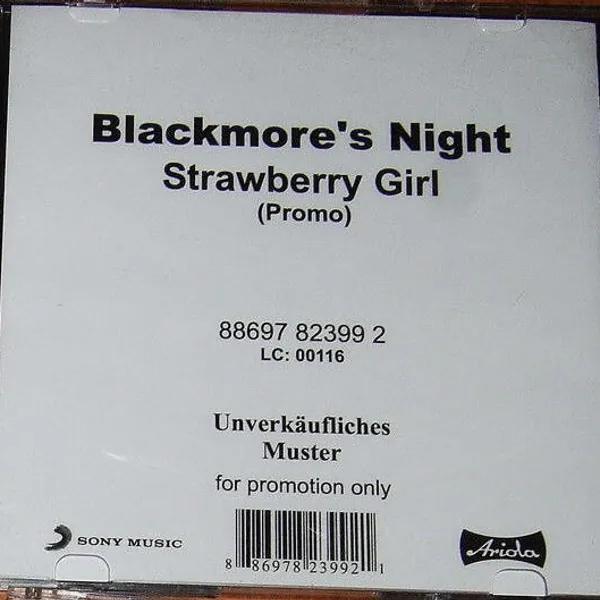 Blackmore's Night
Strawberry Girl
(Promo)
88697 82399 2
LC: 00116
Unverkäufliches
Muster
for promotion only
SONY MUSIC
8 86978 23992 1
Ariola